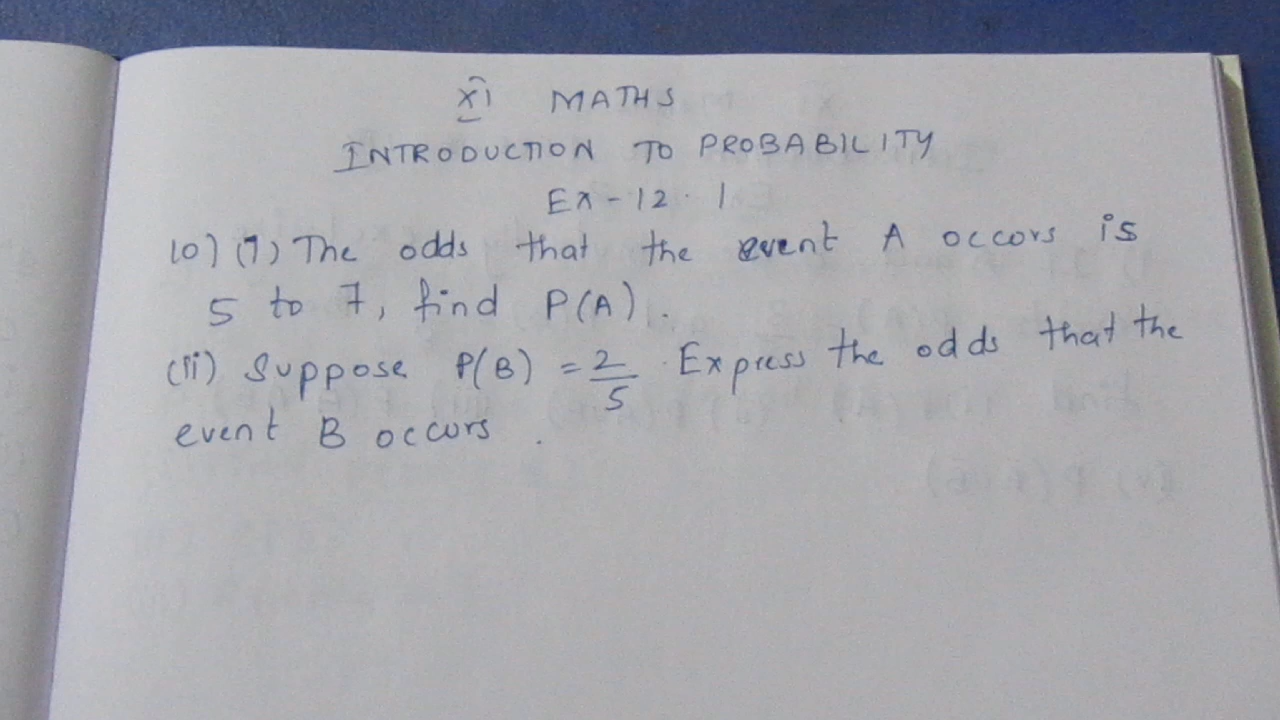 XI MATHS
INTRODUCTION TO PROBABILITY
Ex - 12.1
10) (i) The odds that the event A occors is
5 to 7, find P(A).
(ii) Suppose P(B) = 2/5. Express the odds that the
event B occurs.